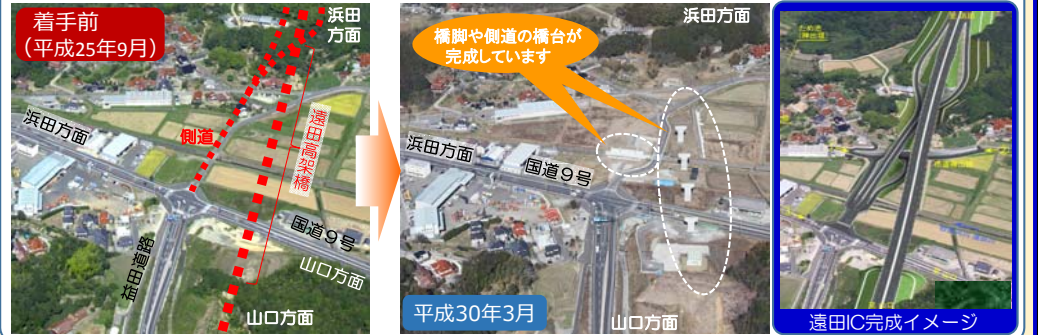 着手前
(平成25年9月)
浜田
方面
浜田方面
側道
遠田高架橋
国道9号
山口方面
益田道路
山口方面
浜田方面
橋脚や側道の橋台が
完成しています
浜田方面
国道9号
平成30年3月
山口方面
遠田IC完成イメージ